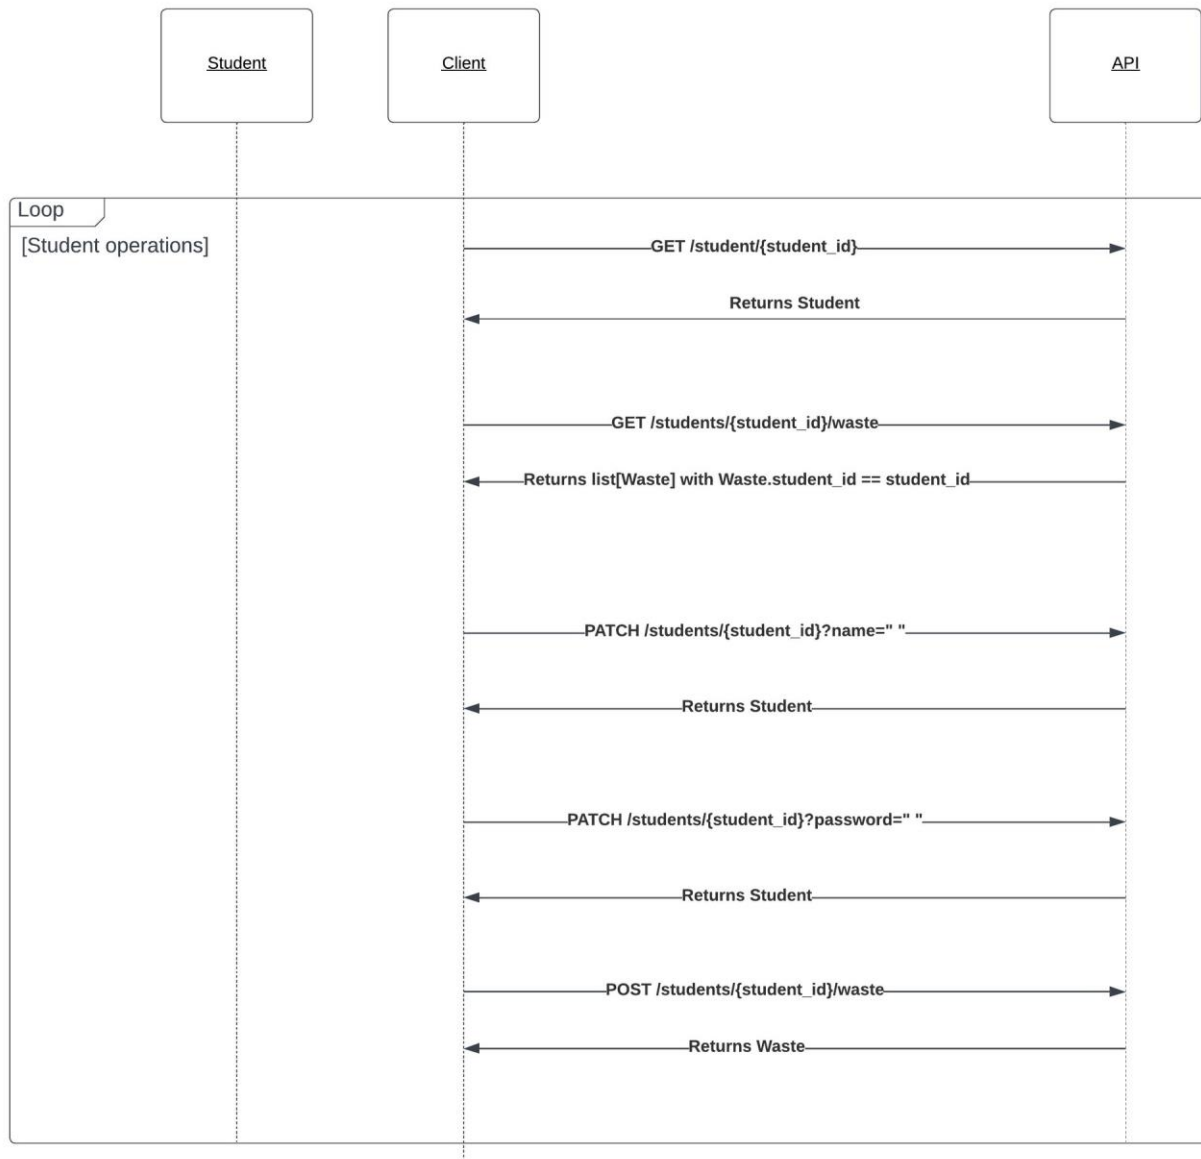 Student
Client
API
Loop
[Student operations]
GET /student/{student_id}
Returns Student
GET /students/{student_id}/waste
Returns list[Waste] with Waste.student_id == student_id
PATCH /students/{student_id}?name=" "
Returns Student
PATCH /students/{student_id}?password=" "
Returns Student
POST /students/{student_id}/waste
Returns Waste